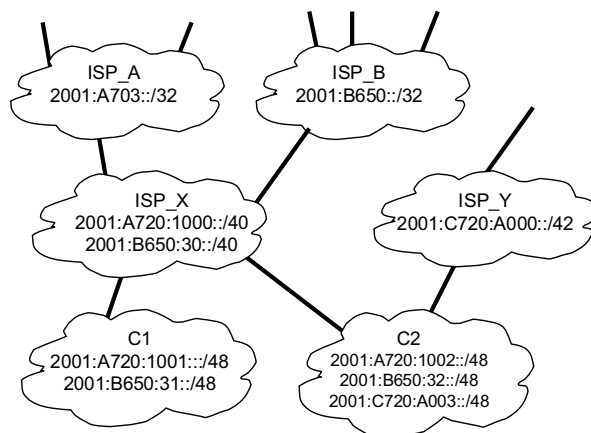 ISP_A
2001:A703::/32
ISP_B
2001:B650::/32
ISP_X
2001:A720:1000::/40
2001:B650:30::/40
ISP_Y
2001:C720:A000::/42
C1
2001:A720:1001:::/48
2001:B650:31::/48
C2
2001:A720:1002::/48
2001:B650:32::/48
2001:C720:A003::/48